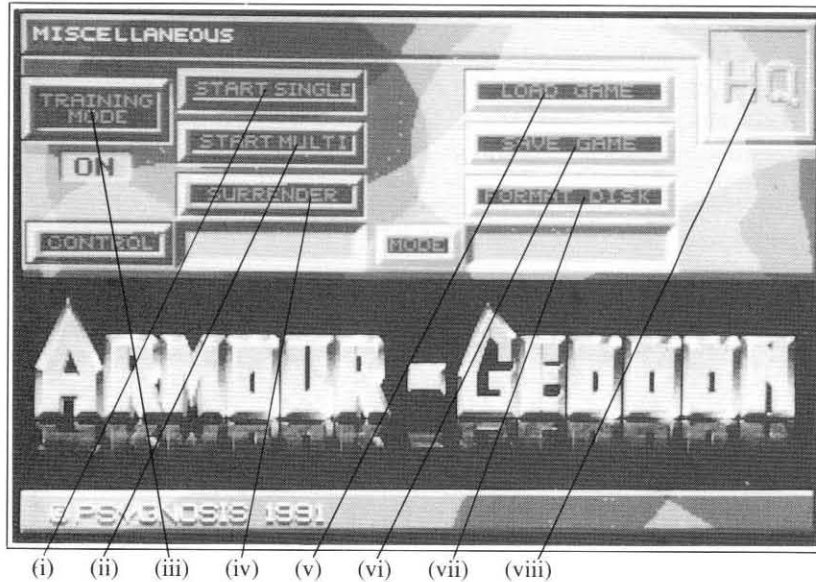 MISCELLANEOUS
TRAINING MODE
START SINGLE
LOAD GAME
HQ
START MULTI
SAVE GAME
ON
SURRENDER
FORMAT DISK
CONTROL
MODE
ARMOUR-GEDDON
© PSYGNOSIS 1991
(i) (ii) (iii) (iv) (v) (vi) (vii) (viii)